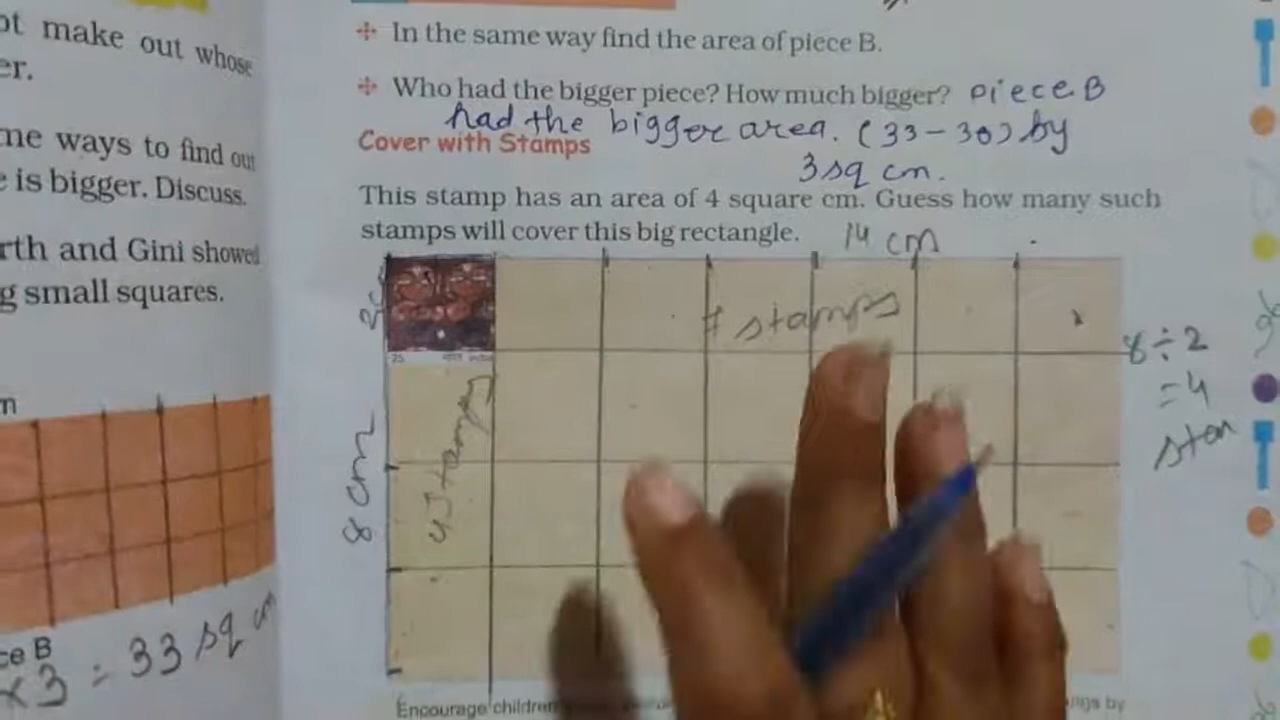 ot make out whose
er.
me ways to find out
e is bigger. Discuss.
rth and Gini showed
g small squares.
m
ce B
×3 = 33 sq cm
In the same way find the area of piece B.
Who had the bigger piece? How much bigger? piece B
had the bigger area. (33-30) by
3 sq cm.
Cover with Stamps
This stamp has an area of 4 square cm. Guess how many such
stamps will cover this big rectangle.
14 cm
7 stamps
8÷2
=4
8 cm
4 stamps
25
Encourage children